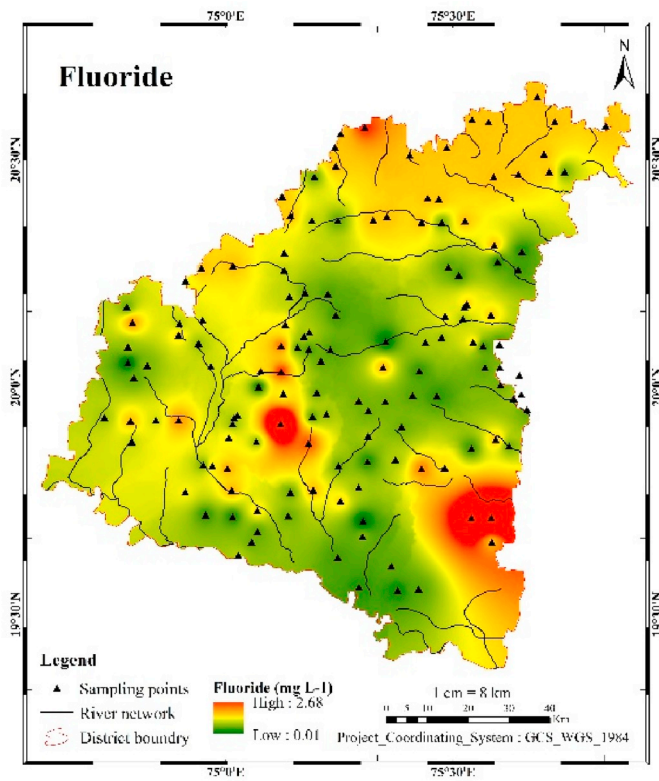 75°0'E 75°30'E
Fluoride
N
20°30'N 20°30'N
20°0'N 20°0'N
19°30'N 19°30'N
Legend
Sampling points
River network
District boundary
Fluoride (mg L-1)
High : 2.68
Low : 0.01
1 cm = 8 km
0 5 10 20 30 40
Km
Project_Coordinating_System : GCS_WGS_1984
75°0'E 75°30'E